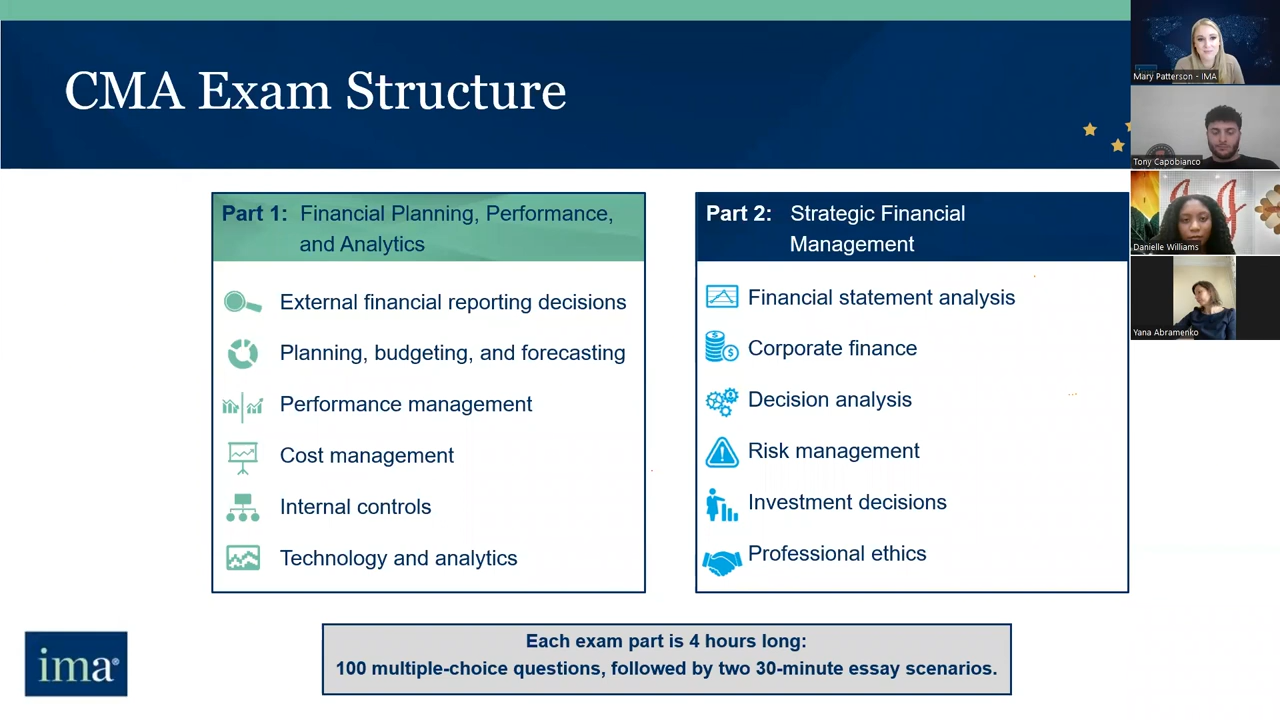 CMA Exam Structure
Mary Patterson - IMA
Tony Capobianco
Danielle Williams
Yana Abramenko
Part 1: Financial Planning, Performance,
and Analytics
External financial reporting decisions
Planning, budgeting, and forecasting
Performance management
Cost management
Internal controls
Technology and analytics
Part 2: Strategic Financial
Management
Financial statement analysis
Corporate finance
Decision analysis
Risk management
Investment decisions
Professional ethics
Each exam part is 4 hours long:
100 multiple-choice questions, followed by two 30-minute essay scenarios.
ima®